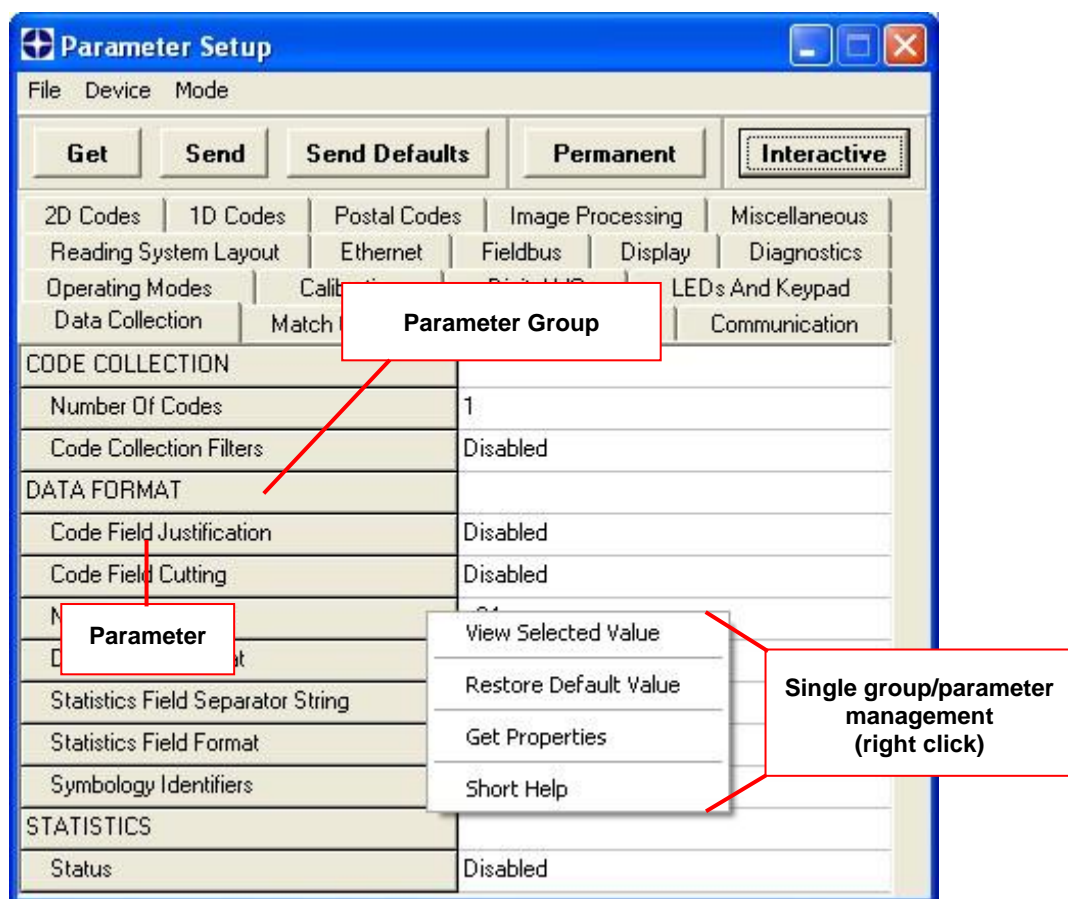 Parameter Setup
File Device Mode
Get Send Send Defaults Permanent Interactive
2D Codes 1D Codes Postal Codes Image Processing Miscellaneous
Reading System Layout Ethernet Fieldbus Display Diagnostics
Operating Modes LEDs And Keypad
Data Collection Match Communication
Parameter Group
CODE COLLECTION
Number Of Codes 1
Code Collection Filters Disabled
DATA FORMAT
Code Field Justification Disabled
Code Field Cutting Disabled
Parameter
View Selected Value
Restore Default Value
Get Properties
Short Help
Single group/parameter
management
(right click)
Statistics Field Separator String
Statistics Field Format
Symbology Identifiers
STATISTICS
Status Disabled